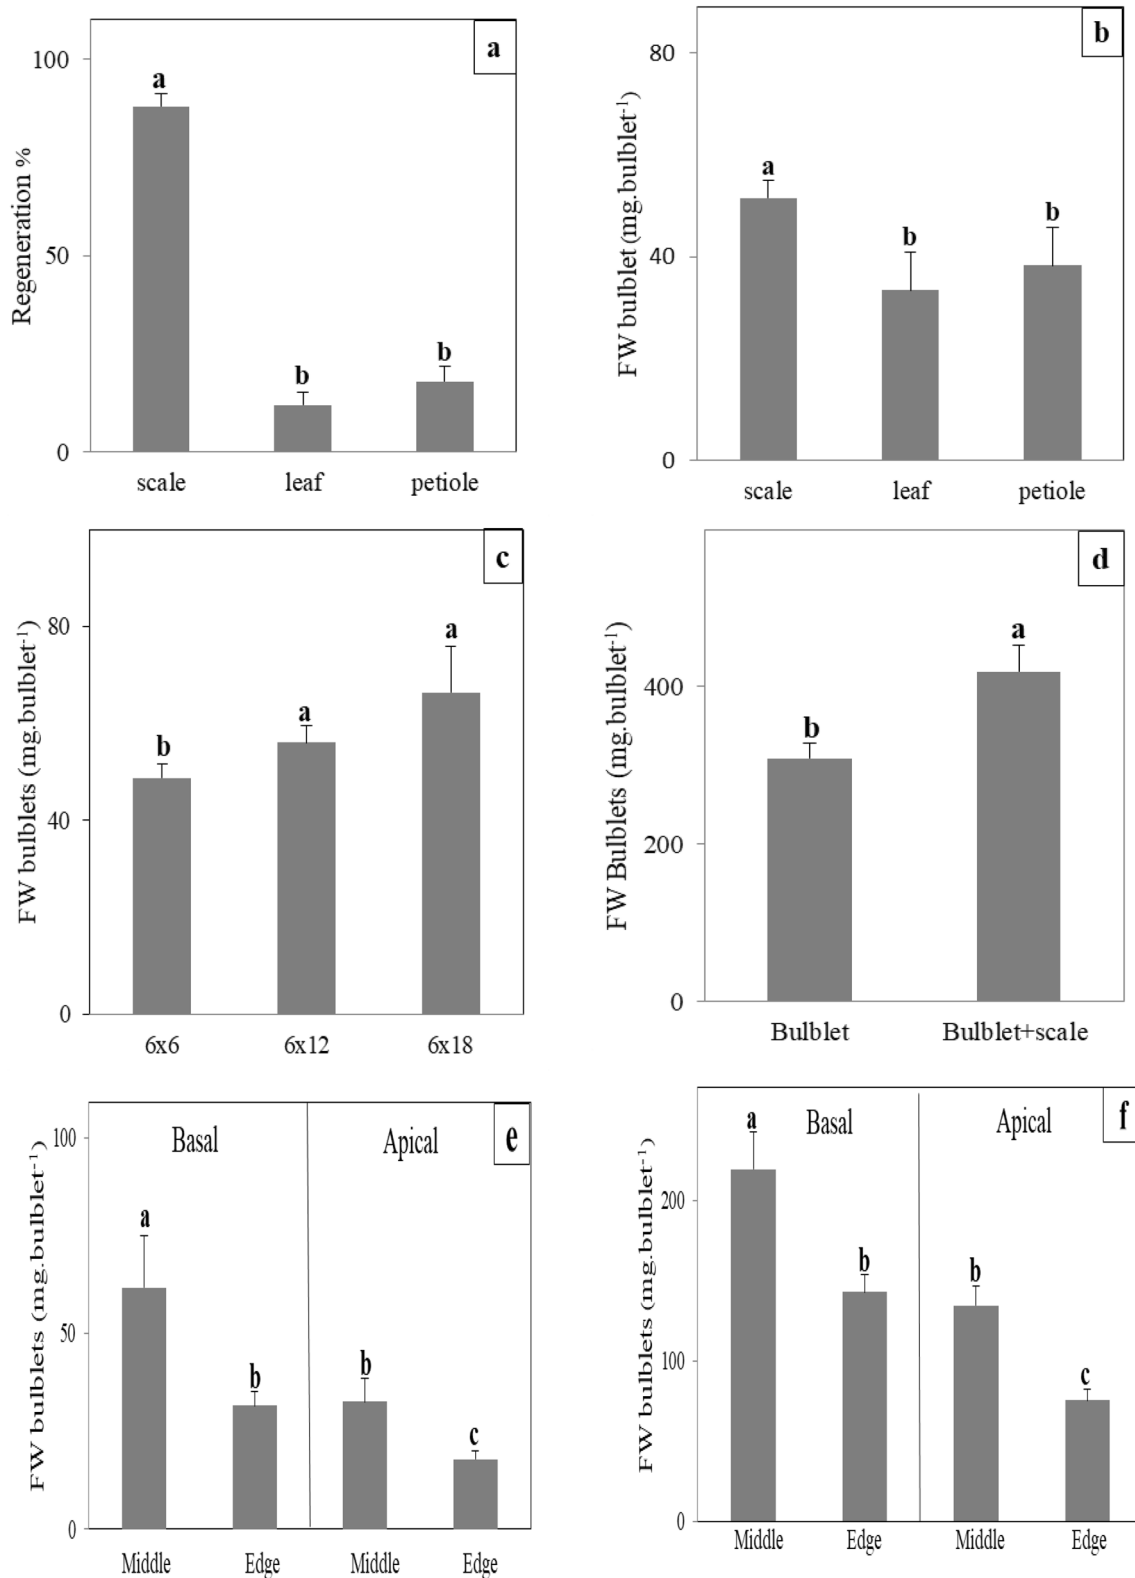 a
Regeneration %
100
50
0
a
b
b
scale leaf petiole
b
FW bulblet (mg.bulblet⁻¹)
80
40
0
a
b
b
scale leaf petiole
c
FW bulblets (mg.bulblet⁻¹)
80
40
0
b
a
a
6x6 6x12 6x18
d
FW Bulblets (mg.bulblet⁻¹)
400
200
0
b
a
Bulblet Bulblet+scale
e
Basal Apical
FW bulblets (mg.bulblet⁻¹)
100
50
0
a
b
b
c
Middle Edge Middle Edge
f
Basal Apical
FW bulblets (mg.bulblet⁻¹)
200
100
0
a
b
b
c
Middle Edge Middle Edge